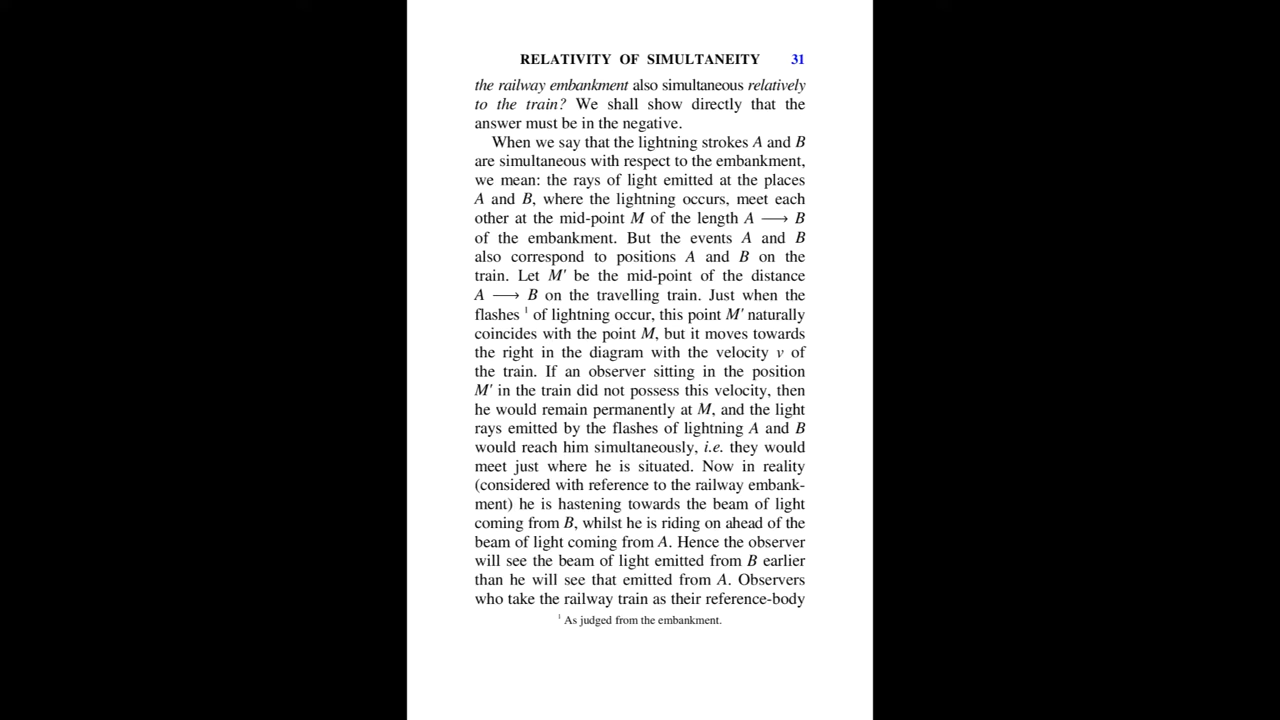 RELATIVITY OF SIMULTANEITY 31
the railway embankment also simultaneous relatively
to the train? We shall show directly that the
answer must be in the negative.
When we say that the lightning strokes A and B
are simultaneous with respect to the embankment,
we mean: the rays of light emitted at the places
A and B, where the lightning occurs, meet each
other at the mid-point M of the length A ⟶ B
of the embankment. But the events A and B
also correspond to positions A and B on the
train. Let M′ be the mid-point of the distance
A ⟶ B on the travelling train. Just when the
flashes ¹ of lightning occur, this point M′ naturally
coincides with the point M, but it moves towards
the right in the diagram with the velocity v of
the train. If an observer sitting in the position
M′ in the train did not possess this velocity, then
he would remain permanently at M, and the light
rays emitted by the flashes of lightning A and B
would reach him simultaneously, i.e. they would
meet just where he is situated. Now in reality
(considered with reference to the railway embank-
ment) he is hastening towards the beam of light
coming from B, whilst he is riding on ahead of the
beam of light coming from A. Hence the observer
will see the beam of light emitted from B earlier
than he will see that emitted from A. Observers
who take the railway train as their reference-body
¹ As judged from the embankment.